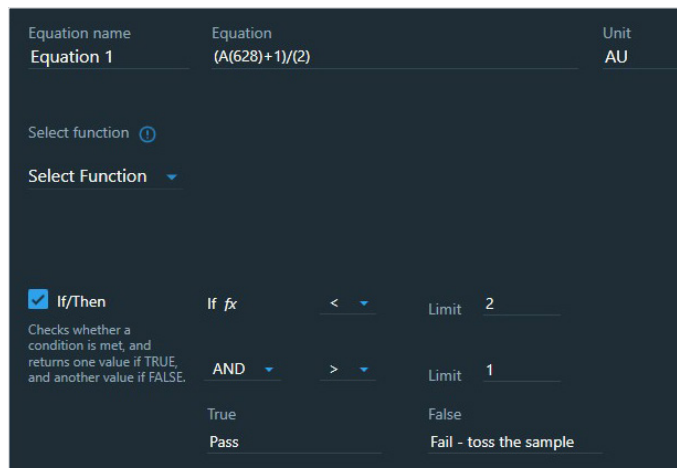 Equation name Equation Unit
Equation 1 (A(628)+1)/(2) AU
Select function
Select Function
If/Then If fx < Limit 2
Checks whether a
condition is met, and
returns one value if TRUE,
and another value if FALSE.
AND > Limit 1
True False
Pass Fail - toss the sample